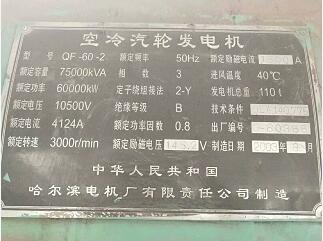 空冷汽轮发电机
型 号 QF-60-2 额定频率 50Hz 额定励磁电流
额定容量 75000kVA 相 数 3 进风温度 40℃
额定功率 60000kW 定子绕组接法 2-Y 发电机总重 110t
额定电压 10500V 绝缘等级 B 技术条件
额定电流 4124A 额定功率因数 0.8 出厂编号
额定转速 3000r/min 额定励磁电压 制造日期 2003
中华人民共和国
哈尔滨电机厂有限责任公司制造